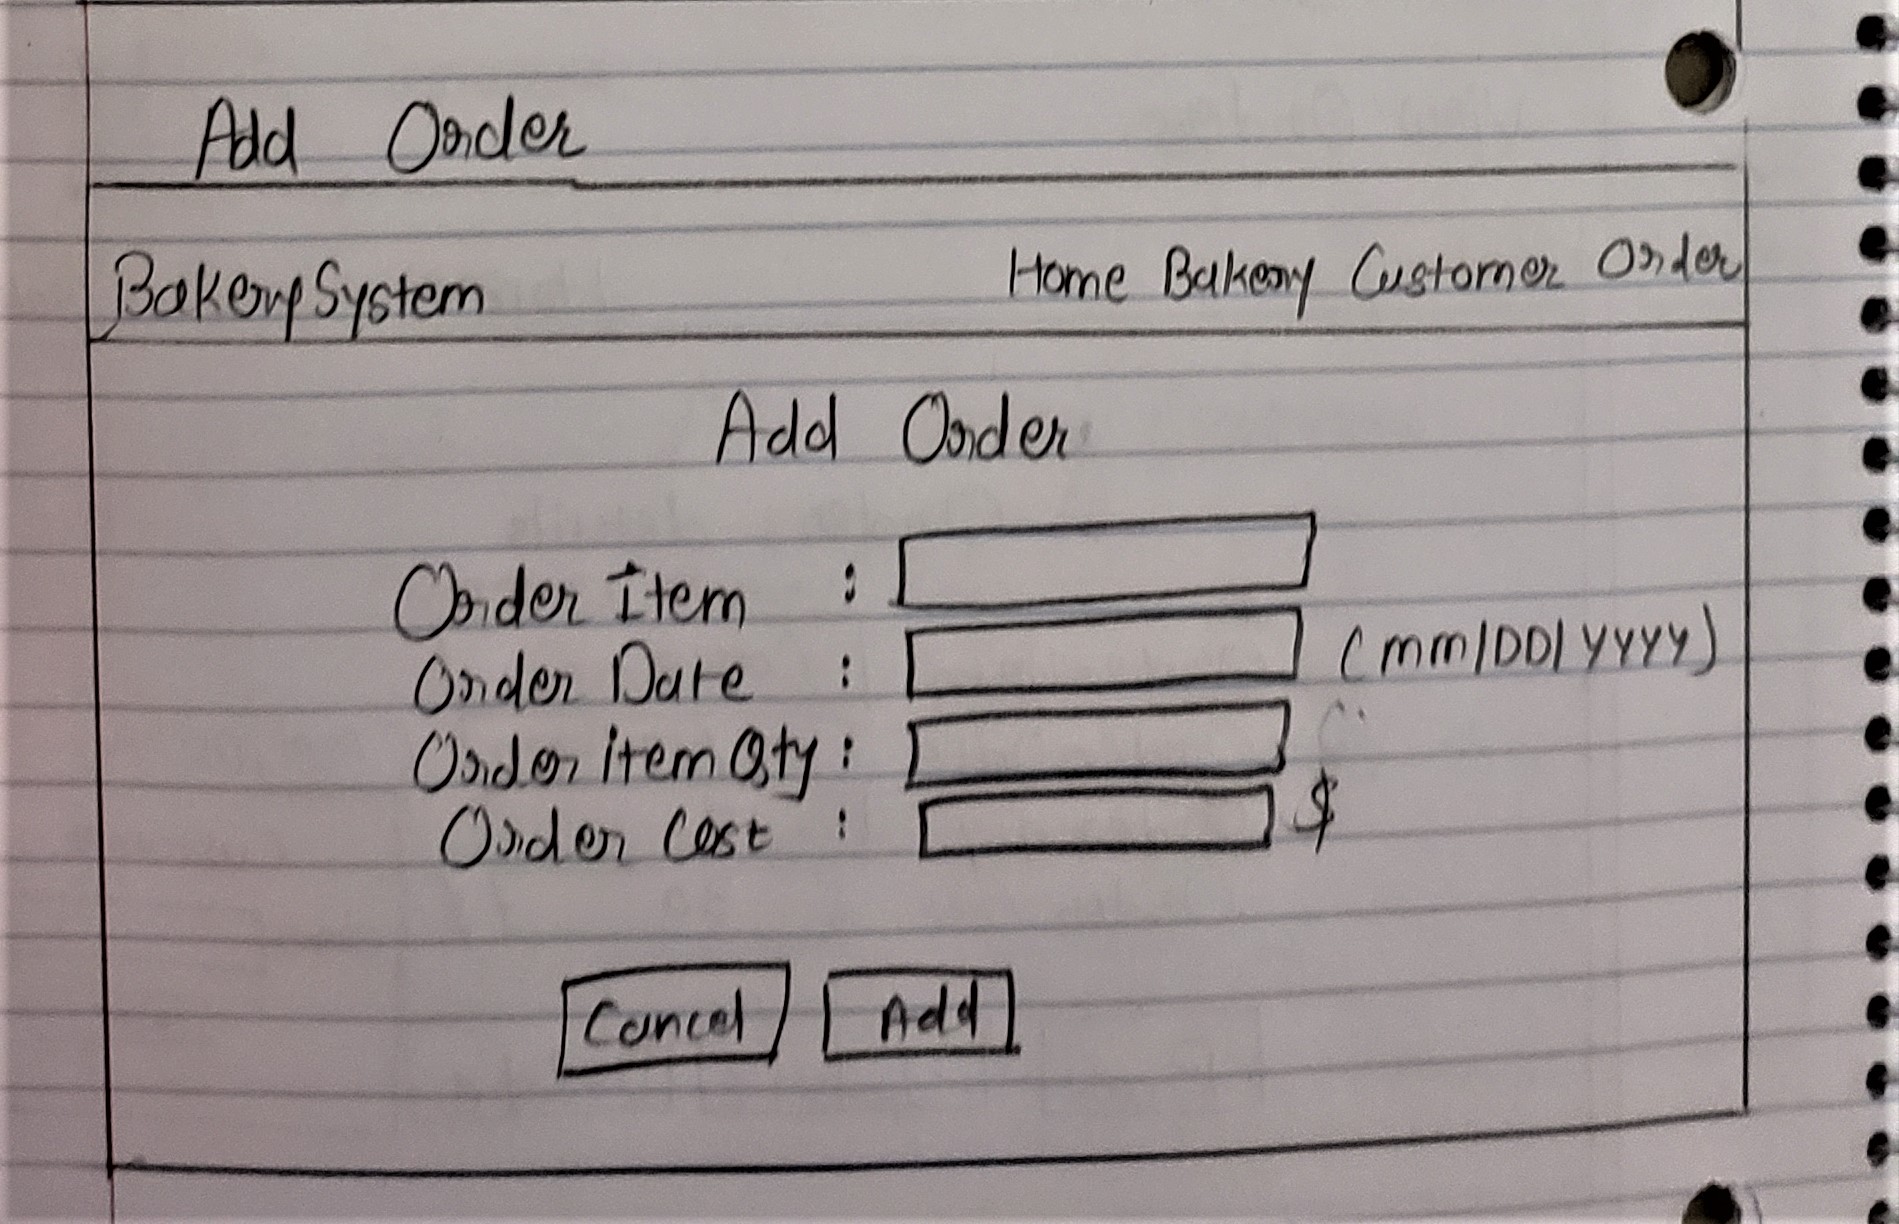 Add Order
BakerySystem
Home Bakery Customer Order
Add Order
Order Item :
Order Date : (mm/DD/YYYY)
Order item Qty :
Order Cost : $
Cancel Add